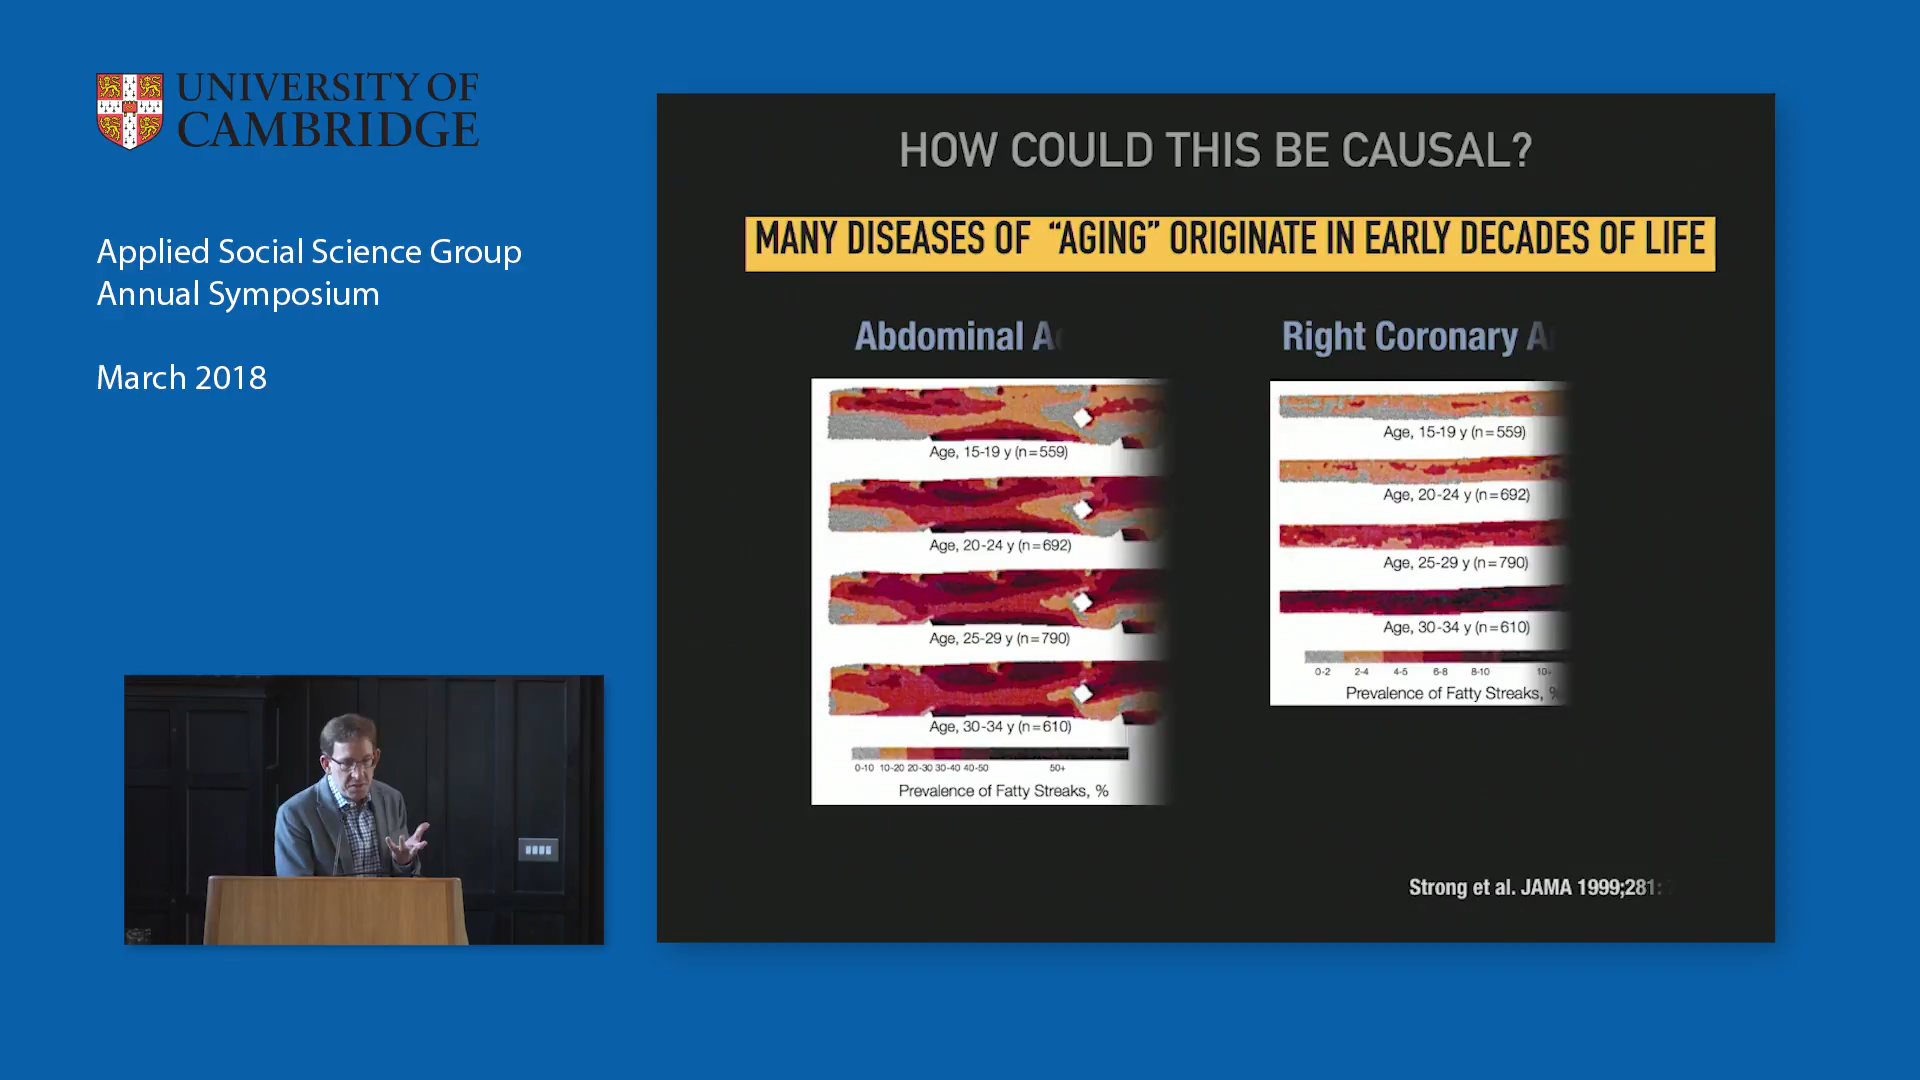 UNIVERSITY OF
CAMBRIDGE
Applied Social Science Group
Annual Symposium
March 2018
HOW COULD THIS BE CAUSAL?
MANY DISEASES OF “AGING” ORIGINATE IN EARLY DECADES OF LIFE
Abdominal
Age, 15-19 y (n=559)
Age, 20-24 y (n=692)
Age, 25-29 y (n=790)
Age, 30-34 y (n=610)
0-10 10-20 20-30 30-40 40-50 50+
Prevalence of Fatty Streaks, %
Right Coronary
Age, 15-19 y (n=559)
Age, 20-24 y (n=692)
Age, 25-29 y (n=790)
Age, 30-34 y (n=610)
0-2 2-4 4-5 6-8 8-10 10+
Prevalence of Fatty Streaks, %
Strong et al. JAMA 1999;281: